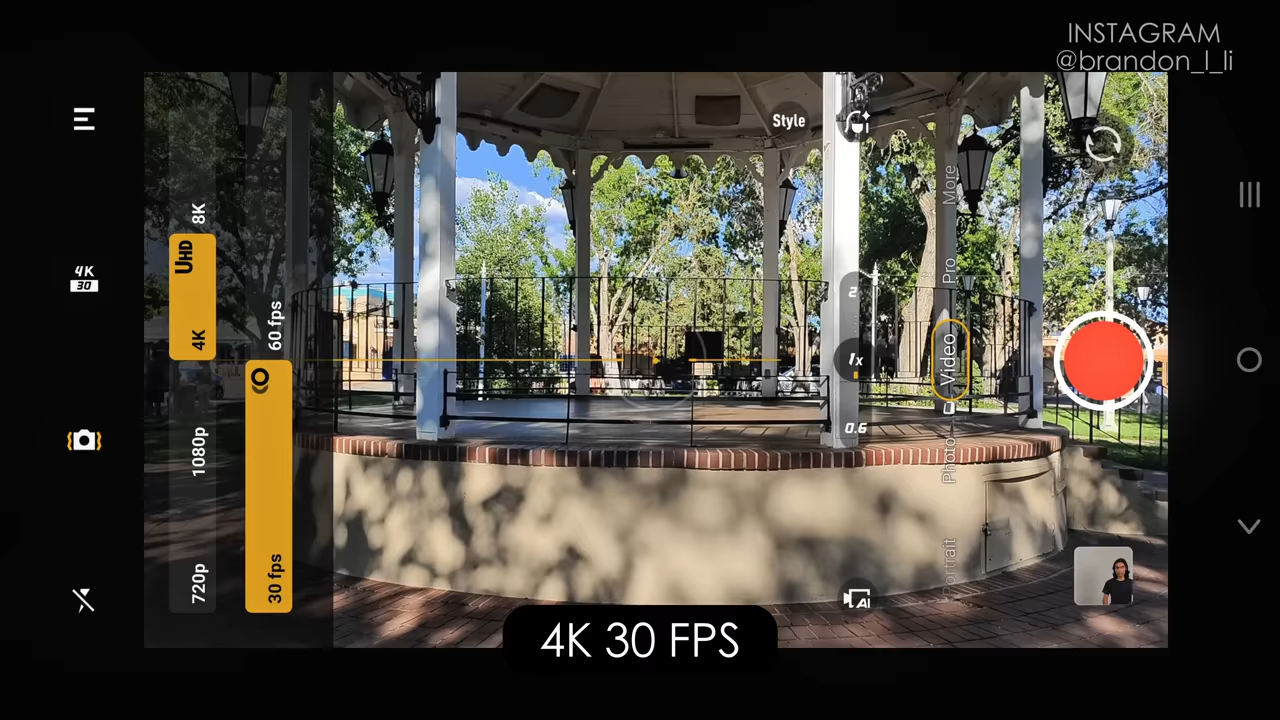 INSTAGRAM
@brandon_l_li
Style
8K
UHD
4K
1080p
720p
60 fps
30 fps
4K
30
2
1x
0.6
AI
More
Pro
Video
Photo
4K 30 FPS